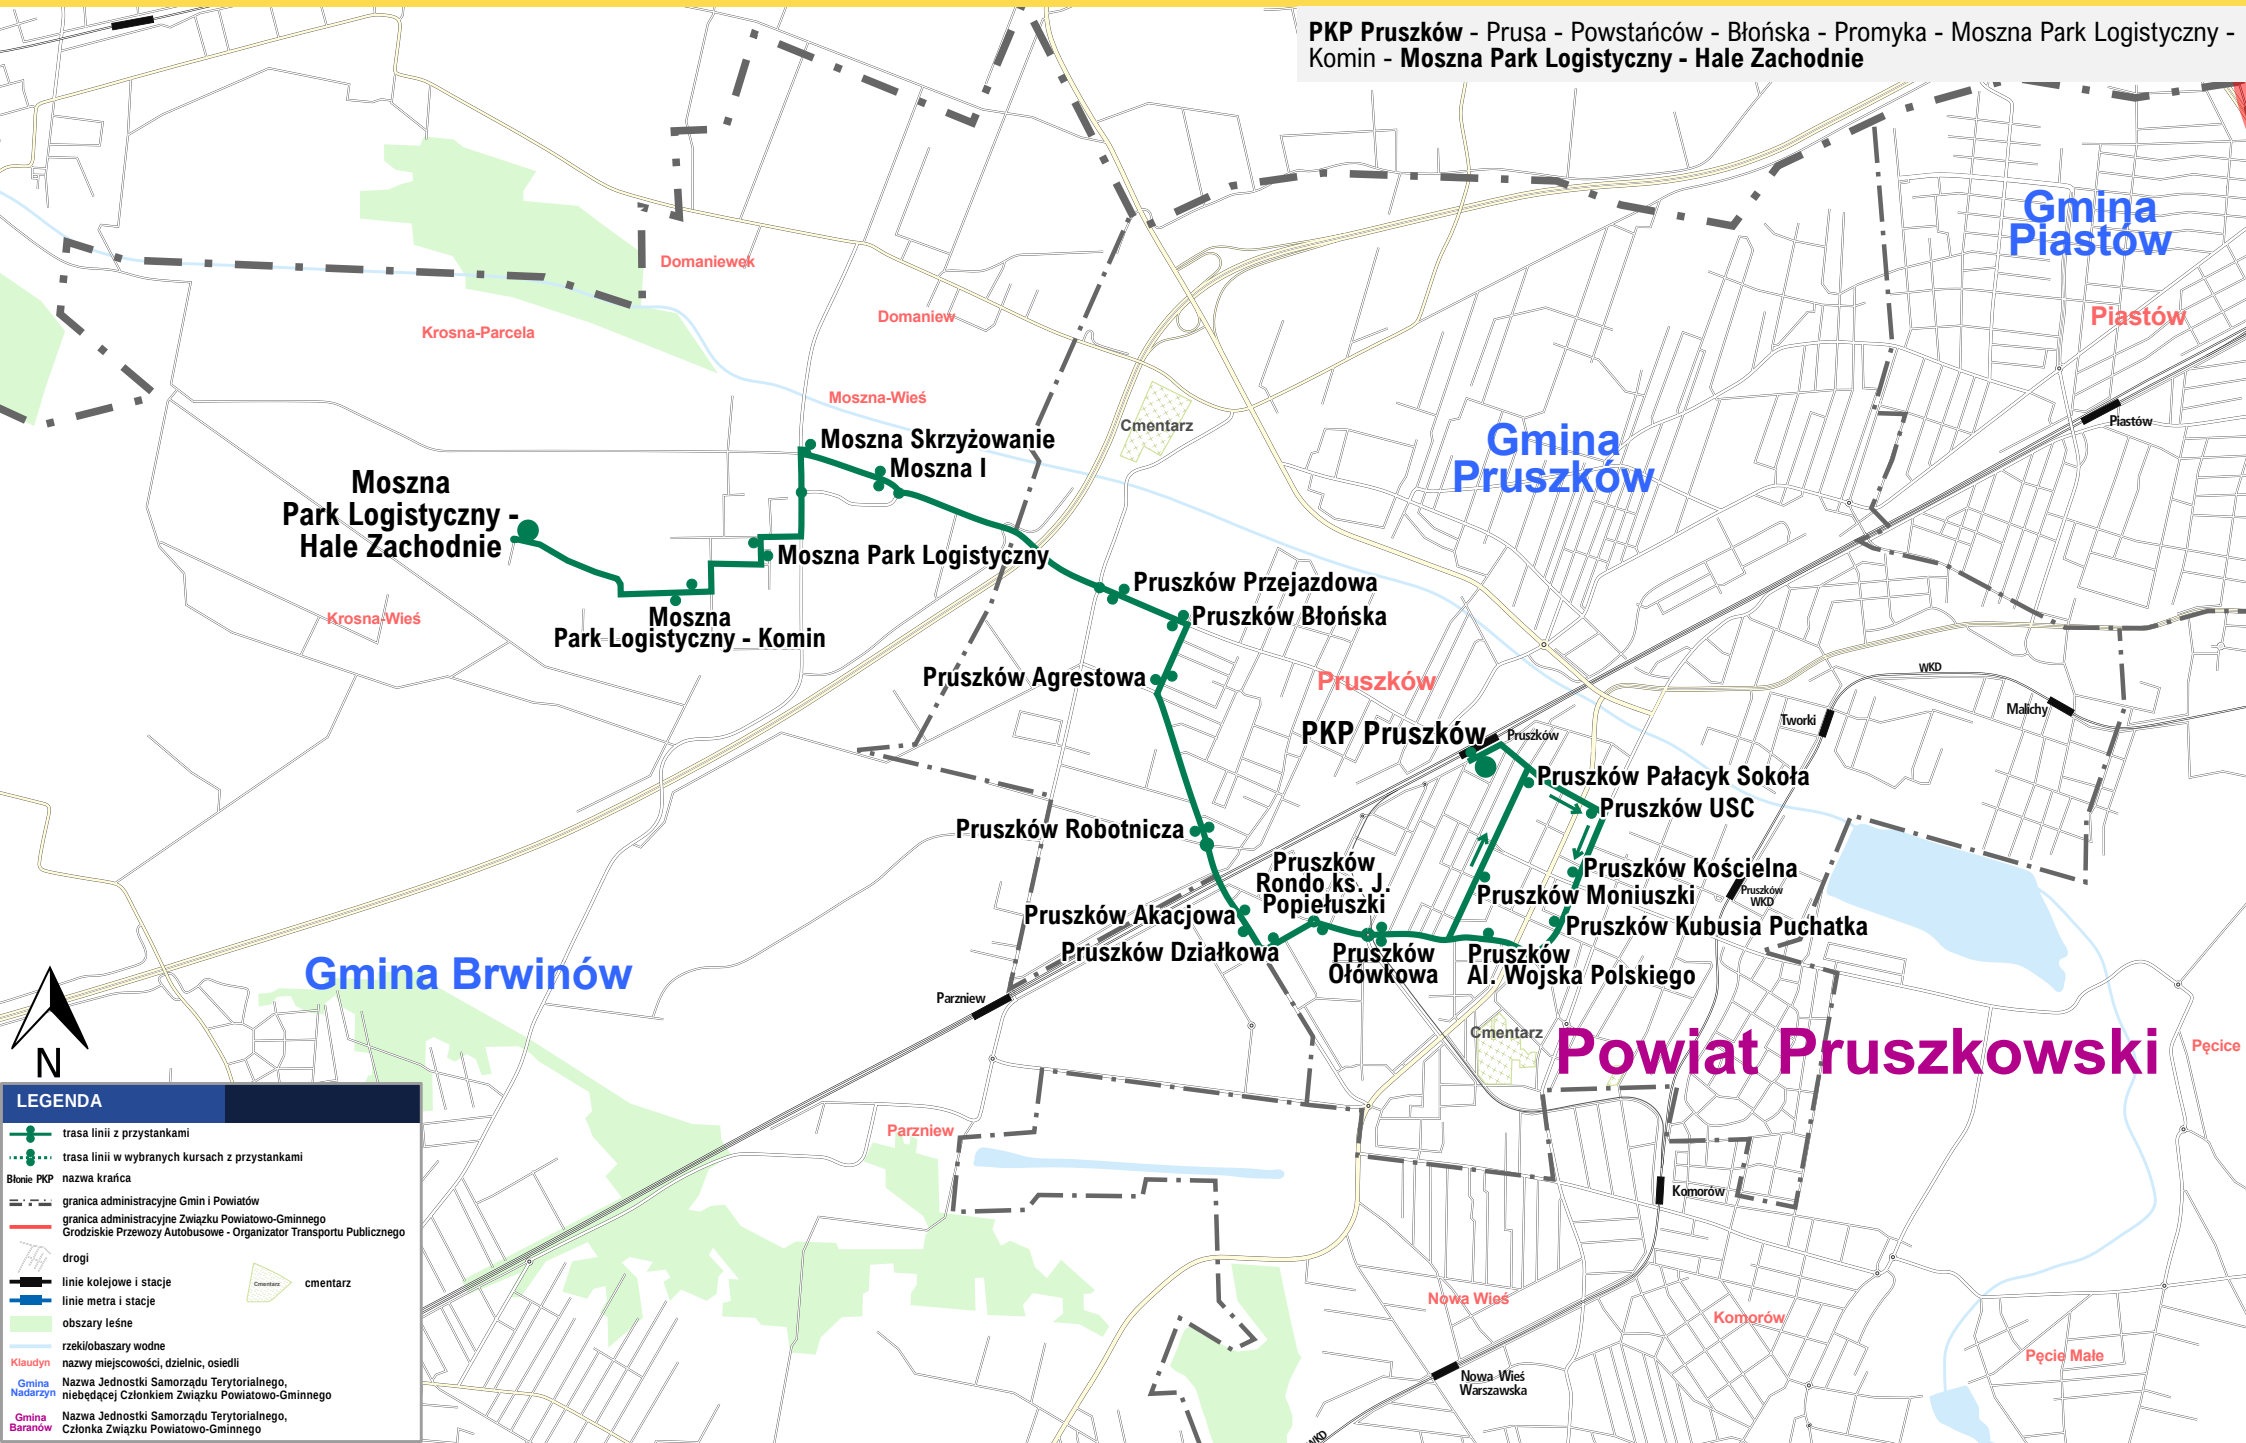 PKP Pruszków - Prusa - Powstańców - Błońska - Promyka - Moszna Park Logistyczny -
Komin - Moszna Park Logistyczny - Hale Zachodnie
Gmina
Piastów
Domaniewek
Domaniew
Krosna-Parcela
Piastów
Moszna-Wieś
Cmentarz
Piastów
Gmina
Pruszków
Moszna Skrzyżowanie
Moszna I
Moszna
Park Logistyczny -
Hale Zachodnie
Moszna Park Logistyczny
Krosna-Wieś
Moszna
Park Logistyczny - Komin
Pruszków Przejazdowa
Pruszków Błońska
Pruszków Agrestowa
Pruszków
WKD
Malichy
Tworki
PKP Pruszków
Pruszków
Pruszków Pałacyk Sokoła
Pruszków USC
Pruszków Robotnicza
Pruszków
Rondo ks. J.
Popiełuszki
Pruszków Kościelna
Pruszków Moniuszki
Pruszków
WKD
Pruszków Akacjowa
Pruszków Kubusia Puchatka
Pruszków Działkowa
Pruszków
Ołówkowa
Pruszków
Al. Wojska Polskiego
Gmina Brwinów
Parzniew
Cmentarz
Powiat Pruszkowski
Pęcice
N
Parzniew
Komorów
Nowa Wieś
Komorów
Pęcie Małe
Nowa Wieś
Warszawska
WKD
LEGENDA
trasa linii z przystankami
trasa linii w wybranych kursach z przystankami
Błonie PKP nazwa krańca
granica administracyjne Gmin i Powiatów
granica administracyjne Związku Powiatowo-Gminnego
Grodziskie Przewozy Autobusowe - Organizator Transportu Publicznego
drogi
linie kolejowe i stacje
Cmentarz cmentarz
linie metra i stacje
obszary leśne
rzeki/obaszary wodne
Klaudyn nazwy miejscowości, dzielnic, osiedli
Gmina
Nadarzyn
Nazwa Jednostki Samorządu Terytorialnego,
niebędącej Członkiem Związku Powiatowo-Gminnego
Gmina
Baranów
Nazwa Jednostki Samorządu Terytorialnego,
Członka Związku Powiatowo-Gminnego